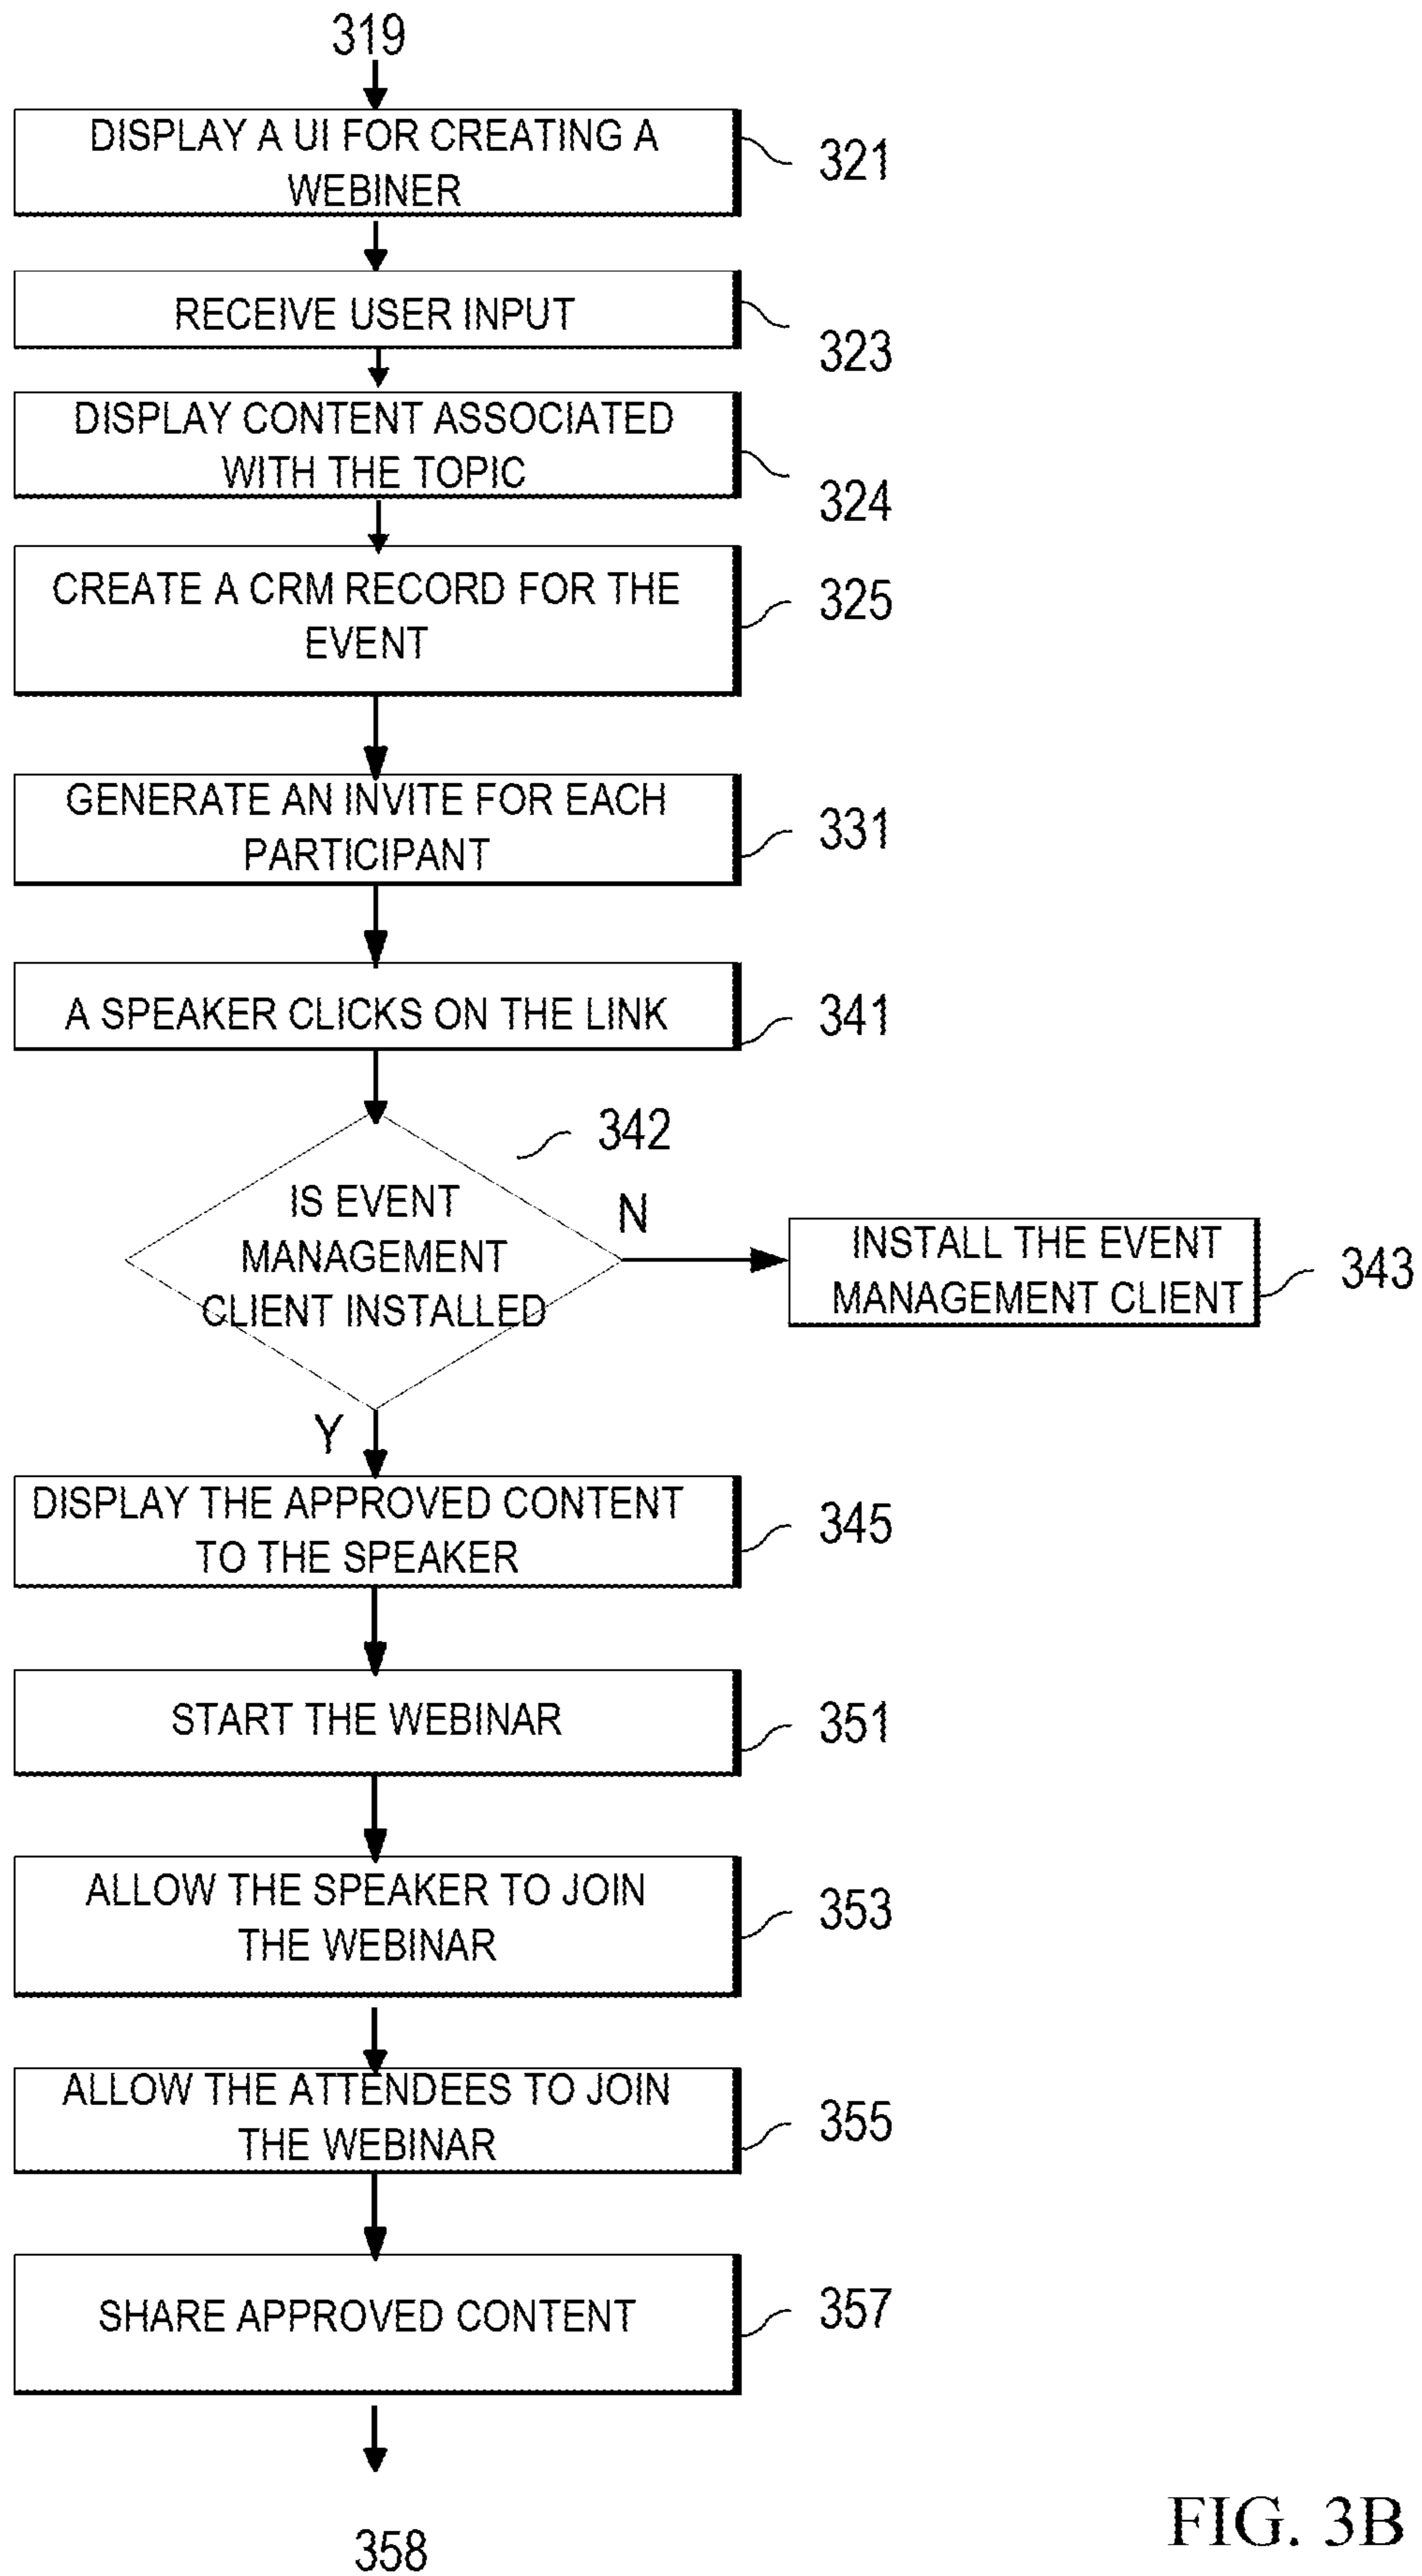 319
DISPLAY A UI FOR CREATING A
WEBINER
321
RECEIVE USER INPUT
323
DISPLAY CONTENT ASSOCIATED
WITH THE TOPIC
324
CREATE A CRM RECORD FOR THE
EVENT
325
GENERATE AN INVITE FOR EACH
PARTICIPANT
331
A SPEAKER CLICKS ON THE LINK
341
342
IS EVENT
MANAGEMENT
CLIENT INSTALLED
N
INSTALL THE EVENT
MANAGEMENT CLIENT
343
Y
DISPLAY THE APPROVED CONTENT
TO THE SPEAKER
345
START THE WEBINAR
351
ALLOW THE SPEAKER TO JOIN
THE WEBINAR
353
ALLOW THE ATTENDEES TO JOIN
THE WEBINAR
355
SHARE APPROVED CONTENT
357
358
FIG. 3B